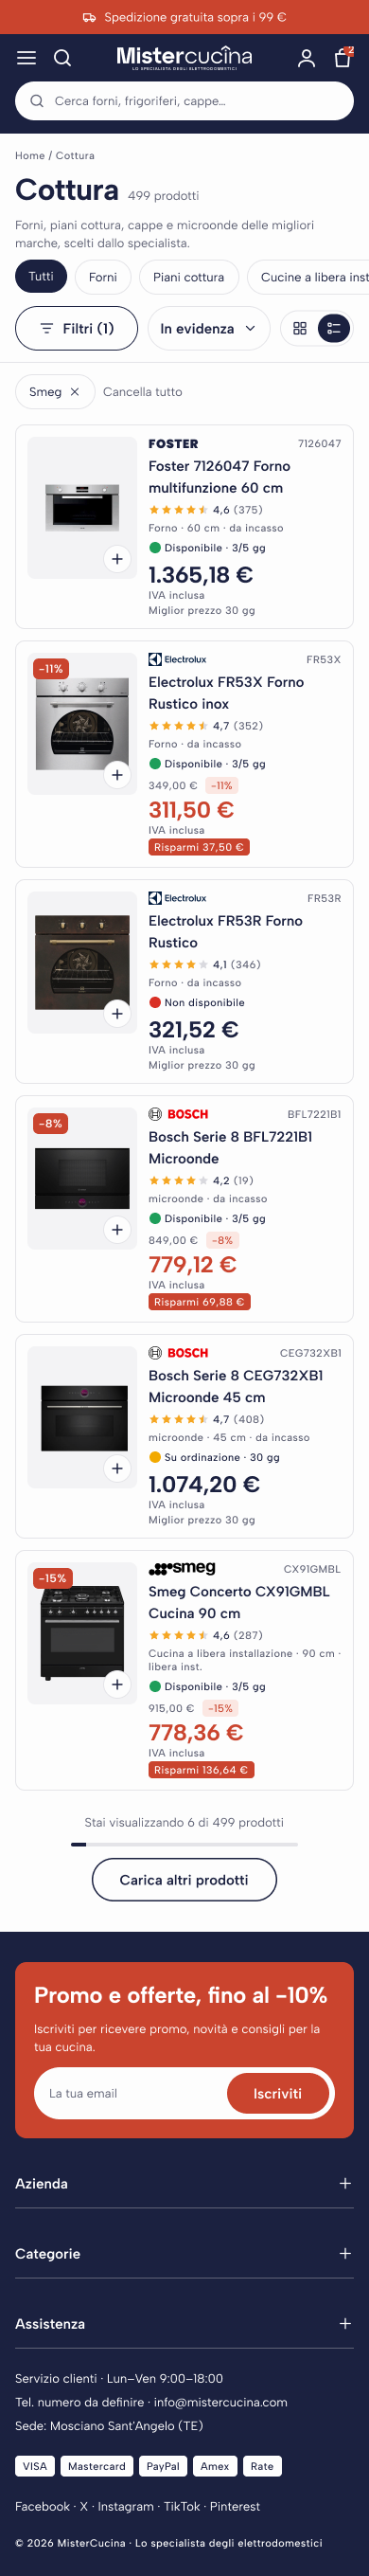 Spedizione gratuita sopra i 99 €
Mistercucina
LO SPECIALISTA DEGLI ELETTRODOMESTICI
2
Cerca forni, frigoriferi, cappe…
Home / Cottura
Cottura 499 prodotti
Forni, piani cottura, cappe e microonde delle migliori
marche, scelti dallo specialista.
Tutti
Forni
Piani cottura
Cucine a libera inst
Filtri (1)
In evidenza
Smeg
Cancella tutto
FOSTER
7126047
Foster 7126047 Forno
multifunzione 60 cm
4,6 (375)
Forno · 60 cm · da incasso
Disponibile · 3/5 gg
1.365,18 €
IVA inclusa
Miglior prezzo 30 gg
-11%
Electrolux
FR53X
Electrolux FR53X Forno
Rustico inox
4,7 (352)
Forno · da incasso
Disponibile · 3/5 gg
349,00 € -11%
311,50 €
IVA inclusa
Risparmi 37,50 €
Electrolux
FR53R
Electrolux FR53R Forno
Rustico
4,1 (346)
Forno · da incasso
Non disponibile
321,52 €
IVA inclusa
Miglior prezzo 30 gg
-8%
BOSCH
BFL7221B1
Bosch Serie 8 BFL7221B1
Microonde
4,2 (19)
microonde · da incasso
Disponibile · 3/5 gg
849,00 € -8%
779,12 €
IVA inclusa
Risparmi 69,88 €
BOSCH
CEG732XB1
Bosch Serie 8 CEG732XB1
Microonde 45 cm
4,7 (408)
microonde · 45 cm · da incasso
Su ordinazione · 30 gg
1.074,20 €
IVA inclusa
Miglior prezzo 30 gg
-15%
smeg
CX91GMBL
Smeg Concerto CX91GMBL
Cucina 90 cm
4,6 (287)
Cucina a libera installazione · 90 cm ·
libera inst.
Disponibile · 3/5 gg
915,00 € -15%
778,36 €
IVA inclusa
Risparmi 136,64 €
Stai visualizzando 6 di 499 prodotti
Carica altri prodotti
Promo e offerte, fino al -10%
Iscriviti per ricevere promo, novità e consigli per la
tua cucina.
La tua email
Iscriviti
Azienda
Categorie
Assistenza
Servizio clienti · Lun–Ven 9:00–18:00
Tel. numero da definire · info@mistercucina.com
Sede: Mosciano Sant'Angelo (TE)
VISA
Mastercard
PayPal
Amex
Rate
Facebook · X · Instagram · TikTok · Pinterest
© 2026 MisterCucina · Lo specialista degli elettrodomestici